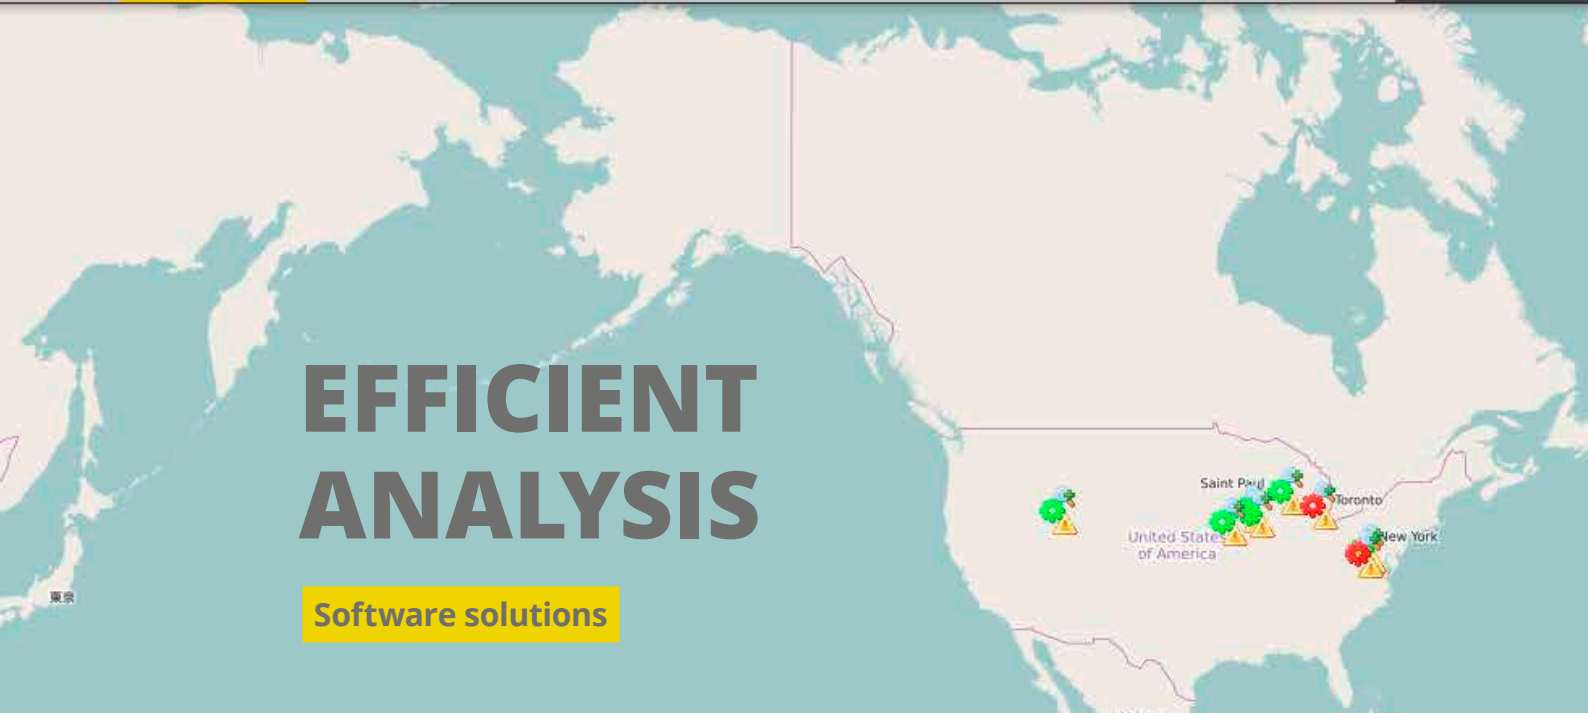 EFFICIENT
ANALYSIS
Software solutions
Saint Paul
Toronto
United States
of America
New York
東京